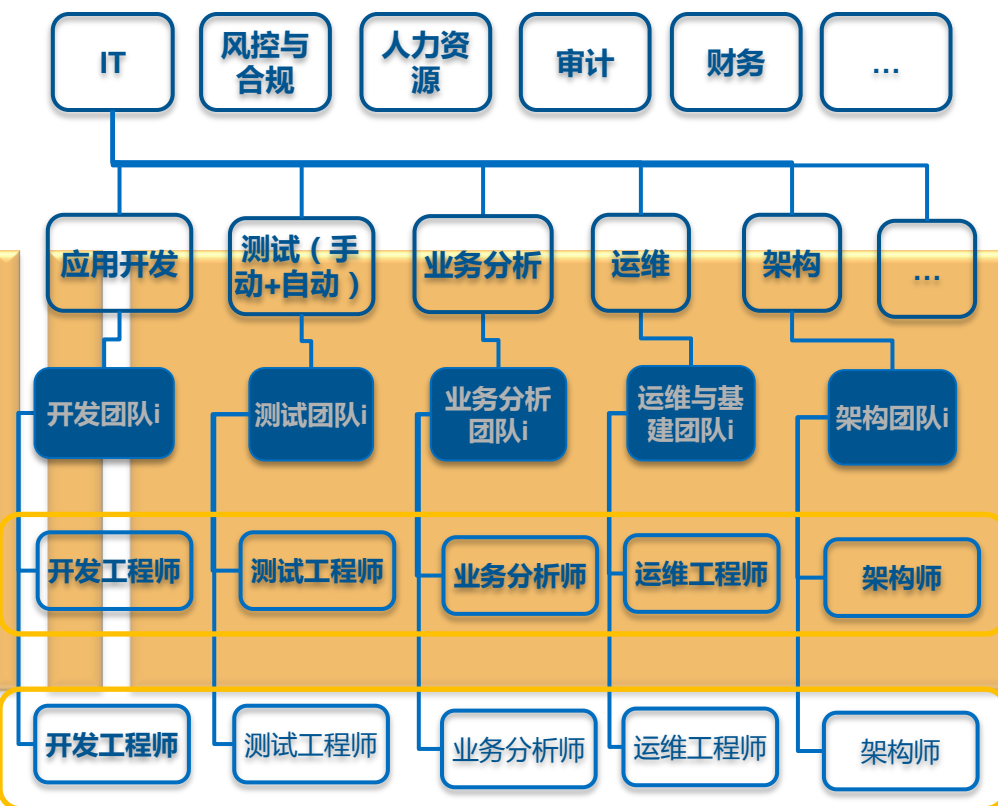 IT
风控与
合规
人力资
源
审计
财务
…
应用开发
测试（手
动+自动）
业务分析
运维
架构
…
开发团队i
测试团队i
业务分析
团队i
运维与基
建团队i
架构团队i
开发工程师
测试工程师
业务分析师
运维工程师
架构师
开发工程师
测试工程师
业务分析师
运维工程师
架构师